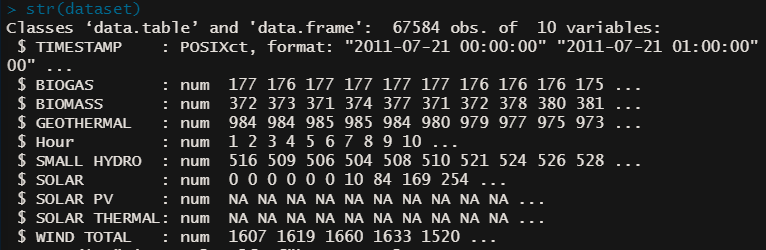 > str(dataset)
Classes ‘data.table’ and 'data.frame':  67584 obs. of  10 variables:
 $ TIMESTAMP    : POSIXct, format: "2011-07-21 00:00:00" "2011-07-21 01:00:00"
00" ...
 $ BIOGAS       : num  177 176 177 177 177 177 176 176 176 175 ...
 $ BIOMASS      : num  372 373 371 374 377 371 372 378 380 381 ...
 $ GEOTHERMAL   : num  984 984 985 985 984 980 979 977 975 973 ...
 $ Hour         : num  1 2 3 4 5 6 7 8 9 10 ...
 $ SMALL HYDRO  : num  516 509 506 504 508 510 521 524 526 528 ...
 $ SOLAR        : num  0 0 0 0 0 0 10 84 169 254 ...
 $ SOLAR PV     : num  NA NA NA NA NA NA NA NA NA NA ...
 $ SOLAR THERMAL: num  NA NA NA NA NA NA NA NA NA NA ...
 $ WIND TOTAL   : num  1607 1619 1660 1633 1520 ...